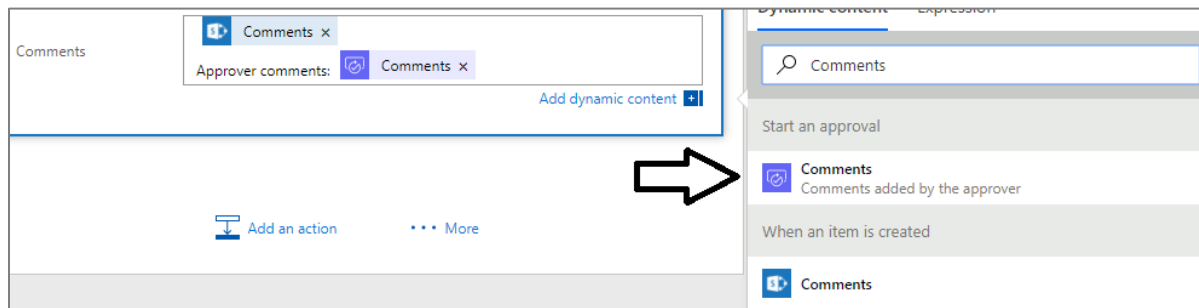 Dynamic content Expression
Comments ×
Comments
Approver comments: Comments ×
Comments
Add dynamic content
Start an approval
Comments
Comments added by the approver
Add an action
••• More
When an item is created
Comments